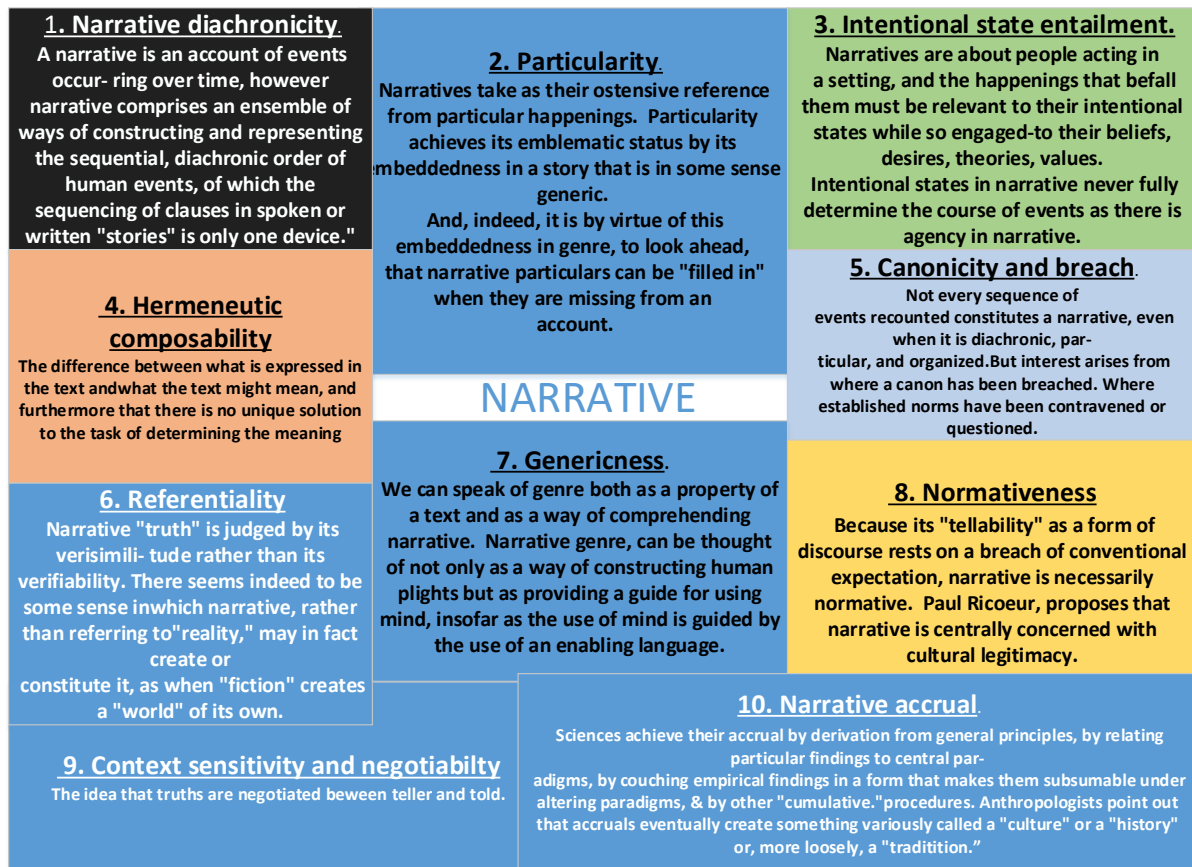 1. Narrative diachronicity.
A narrative is an account of events
occur- ring over time, however
narrative comprises an ensemble of
ways of constructing and representing
the sequential, diachronic order of
human events, of which the
sequencing of clauses in spoken or
written "stories" is only one device."
2. Particularity.
Narratives take as their ostensive reference
from particular happenings. Particularity
achieves its emblematic status by its
embeddedness in a story that is in some sense
generic.
And, indeed, it is by virtue of this
embeddedness in genre, to look ahead,
that narrative particulars can be "filled in"
when they are missing from an
account.
3. Intentional state entailment.
Narratives are about people acting in
a setting, and the happenings that befall
them must be relevant to their intentional
states while so engaged-to their beliefs,
desires, theories, values.
Intentional states in narrative never fully
determine the course of events as there is
agency in narrative.
4. Hermeneutic
composability
The difference between what is expressed in
the text andwhat the text might mean, and
furthermore that there is no unique solution
to the task of determining the meaning
NARRATIVE
5. Canonicity and breach.
Not every sequence of
events recounted constitutes a narrative, even
when it is diachronic, par-
ticular, and organized.But interest arises from
where a canon has been breached. Where
established norms have been contravened or
questioned.
6. Referentiality
Narrative "truth" is judged by its
verisimili- tude rather than its
verifiability. There seems indeed to be
some sense inwhich narrative, rather
than referring to"reality," may in fact
create or
constitute it, as when "fiction" creates
a "world" of its own.
7. Genericness.
We can speak of genre both as a property of
a text and as a way of comprehending
narrative. Narrative genre, can be thought
of not only as a way of constructing human
plights but as providing a guide for using
mind, insofar as the use of mind is guided by
the use of an enabling language.
8. Normativeness
Because its "tellability" as a form of
discourse rests on a breach of conventional
expectation, narrative is necessarily
normative. Paul Ricoeur, proposes that
narrative is centrally concerned with
cultural legitimacy.
9. Context sensitivity and negotiabilty
The idea that truths are negotiated beween teller and told.
10. Narrative accrual.
Sciences achieve their accrual by derivation from general principles, by relating
particular findings to central par-
adigms, by couching empirical findings in a form that makes them subsumable under
altering paradigms, & by other "cumulative."procedures. Anthropologists point out
that accruals eventually create something variously called a "culture" or a "history"
or, more loosely, a "tradtition.”